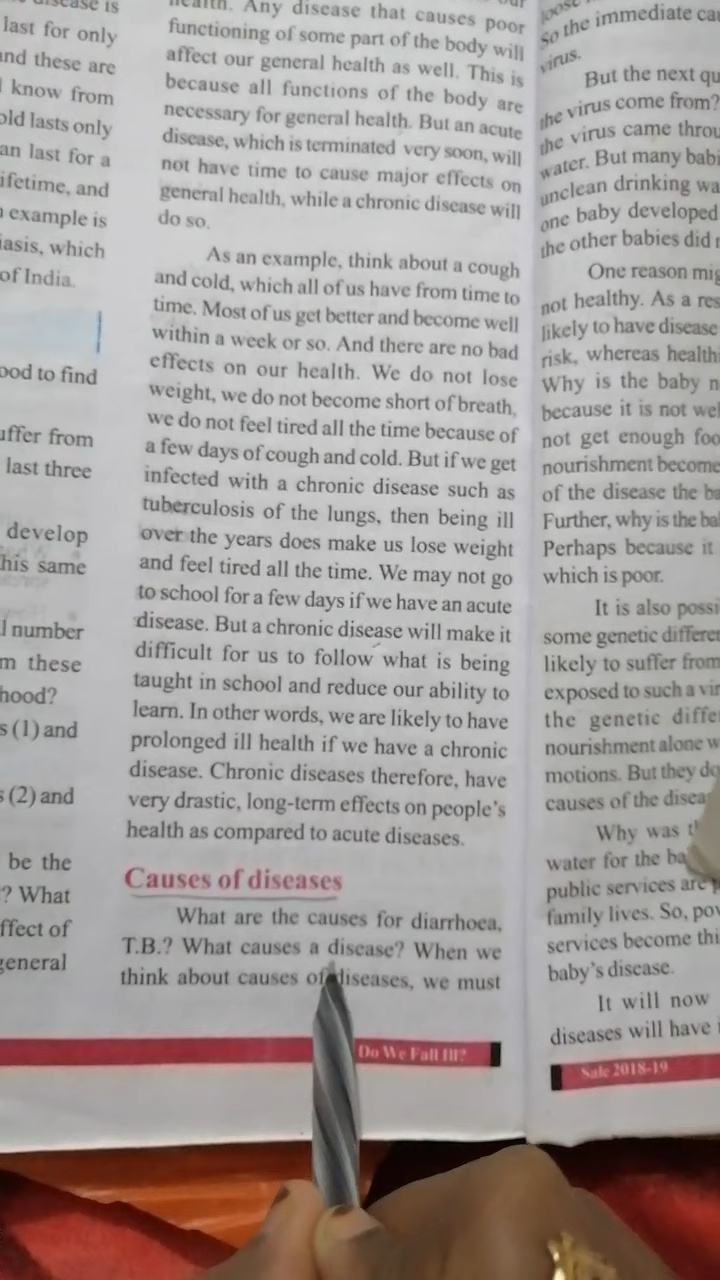 disease is
last for only
and these are
know from
old lasts only
an last for a
ifetime, and
example is
iasis, which
of India.
ood to find
uffer from
last three
develop
his same
l number
m these
hood?
s (1) and
s (2) and
be the
? What
ffect of
general
health. Any disease that causes poor
functioning of some part of the body will
affect our general health as well. This is
because all functions of the body are
necessary for general health. But an acute
disease, which is terminated very soon, will
not have time to cause major effects on
general health, while a chronic disease will
do so.
As an example, think about a cough
and cold, which all of us have from time to
time. Most of us get better and become well
within a week or so. And there are no bad
effects on our health. We do not lose
weight, we do not become short of breath,
we do not feel tired all the time because of
a few days of cough and cold. But if we get
infected with a chronic disease such as
tuberculosis of the lungs, then being ill
over the years does make us lose weight
and feel tired all the time. We may not go
to school for a few days if we have an acute
disease. But a chronic disease will make it
difficult for us to follow what is being
taught in school and reduce our ability to
learn. In other words, we are likely to have
prolonged ill health if we have a chronic
disease. Chronic diseases therefore, have
very drastic, long-term effects on people's
health as compared to acute diseases.
Causes of diseases
What are the causes for diarrhoea,
T.B.? What causes a disease? When we
think about causes of diseases, we must
Do We Fall Ill?
loose
So the immediate cau
virus.
But the next qu
the virus come from?
the virus came throu
water. But many babi
unclean drinking wa
one baby developed
the other babies did n
One reason mig
not healthy. As a res
likely to have disease
risk, whereas health
Why is the baby n
because it is not wel
not get enough foo
nourishment become
of the disease the ba
Further, why is the bal
Perhaps because it
which is poor.
It is also possi
some genetic differen
likely to suffer from
exposed to such a vir
the genetic diffe
nourishment alone w
motions. But they do
causes of the disea
Why was t
water for the ba
public services are p
family lives. So, pov
services become thi
baby's disease.
It will now
diseases will have
Sale 2018-19